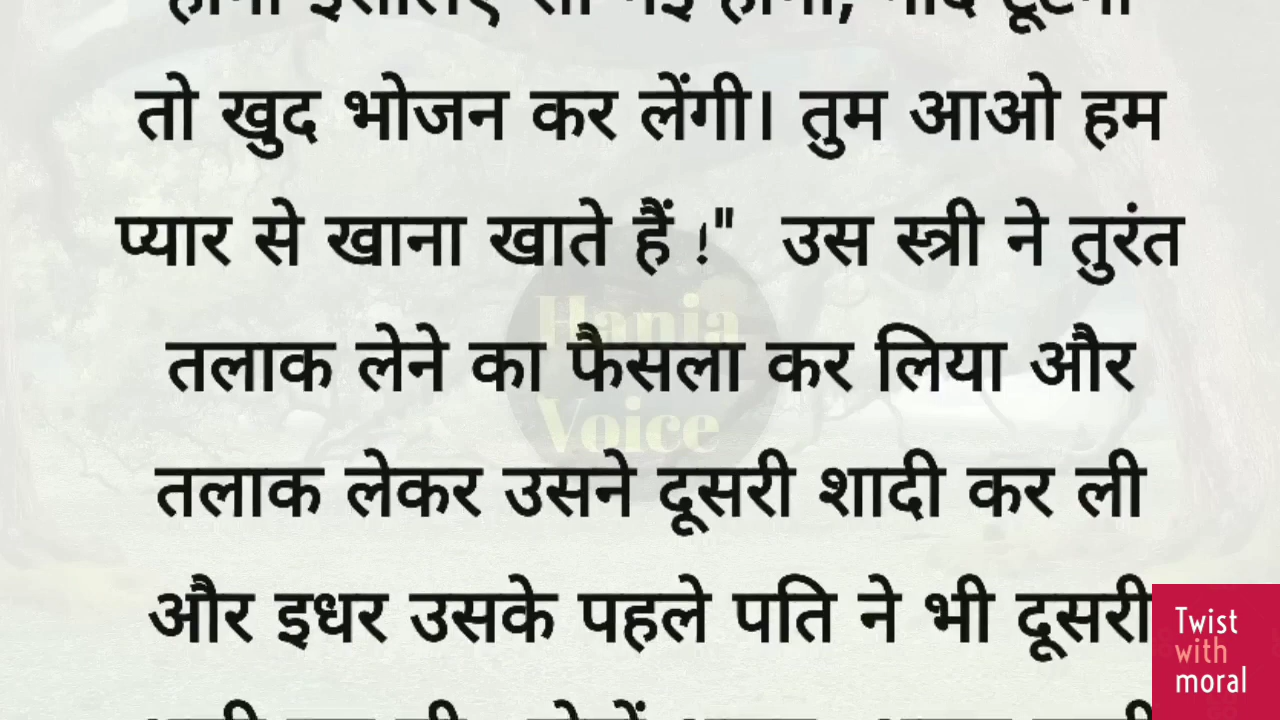 तो खुद भोजन कर लेंगी। तुम आओ हम
प्यार से खाना खाते हैं !" उस स्त्री ने तुरंत
तलाक लेने का फैसला कर लिया और
तलाक लेकर उसने दूसरी शादी कर ली
और इधर उसके पहले पति ने भी दूसरी
Hania
Voice
Twist
with
moral